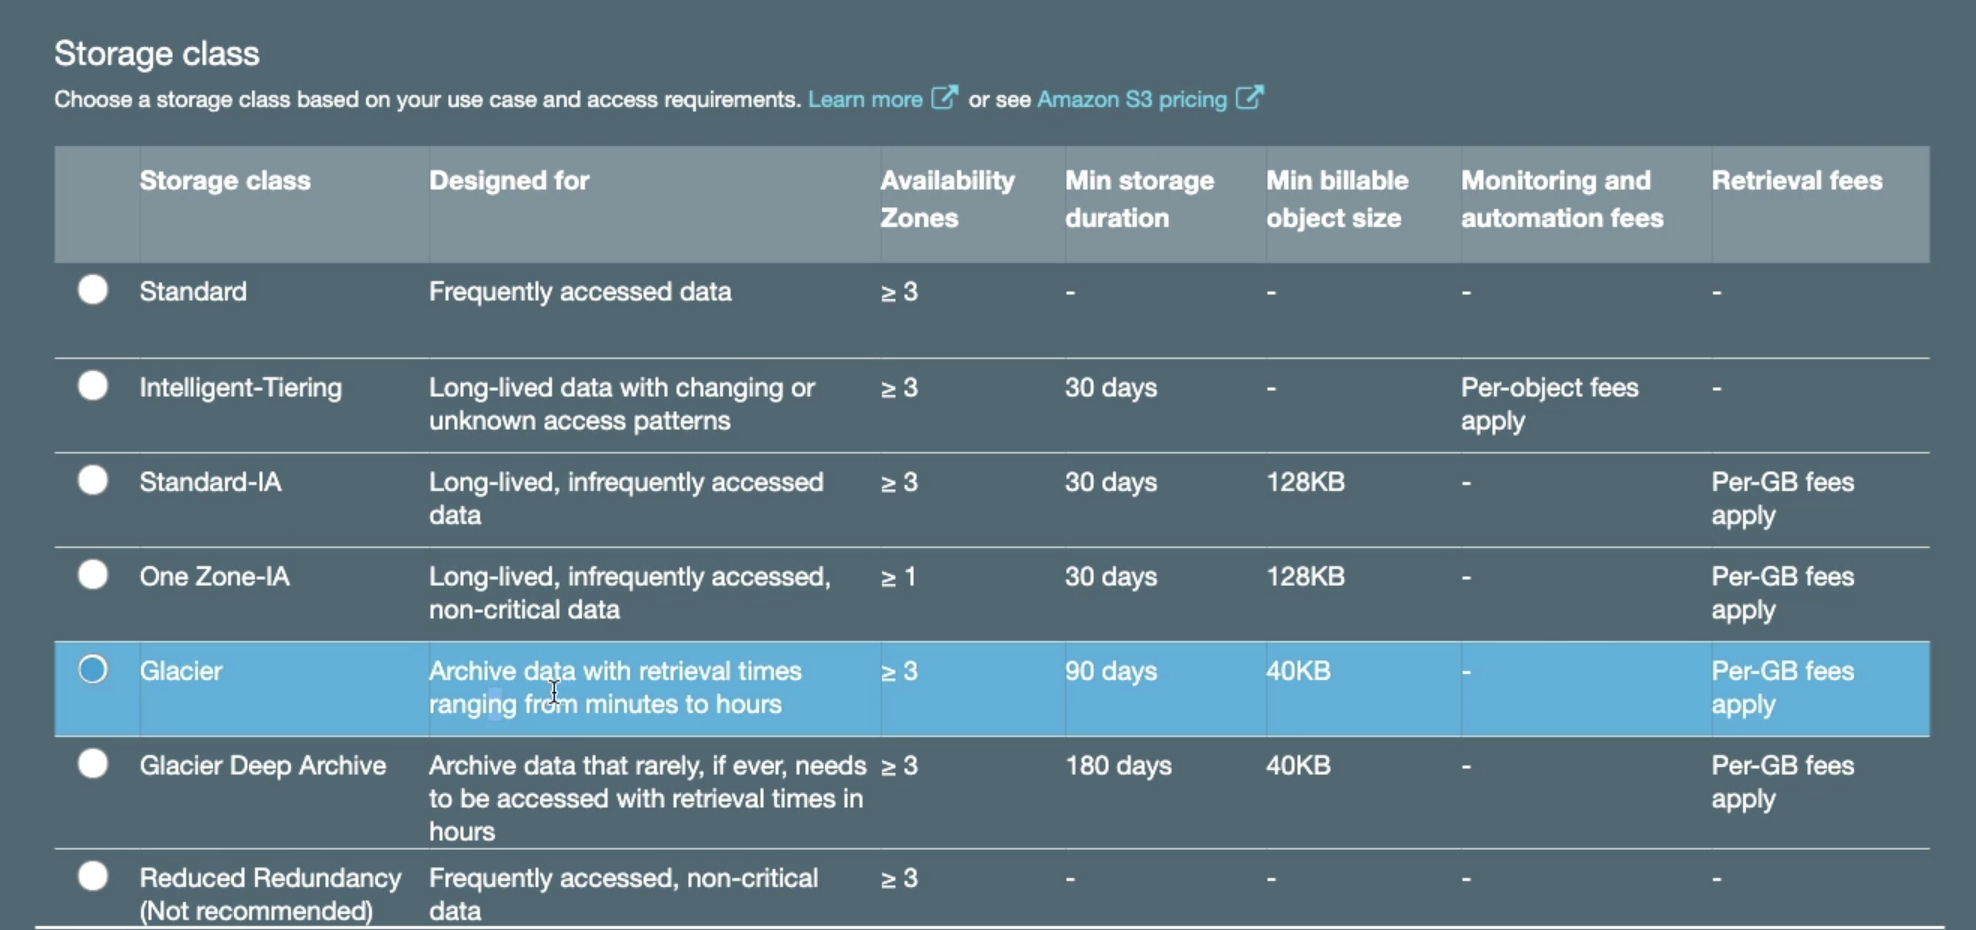 Storage class
Choose a storage class based on your use case and access requirements. Learn more or see Amazon S3 pricing
Storage class Designed for Availability Zones Min storage duration Min billable object size Monitoring and automation fees Retrieval fees
Standard Frequently accessed data ≥ 3 - - - -
Intelligent-Tiering Long-lived data with changing or unknown access patterns ≥ 3 30 days - Per-object fees apply -
Standard-IA Long-lived, infrequently accessed data ≥ 3 30 days 128KB - Per-GB fees apply
One Zone-IA Long-lived, infrequently accessed, non-critical data ≥ 1 30 days 128KB - Per-GB fees apply
Glacier Archive data with retrieval times ranging from minutes to hours ≥ 3 90 days 40KB - Per-GB fees apply
Glacier Deep Archive Archive data that rarely, if ever, needs to be accessed with retrieval times in hours ≥ 3 180 days 40KB - Per-GB fees apply
Reduced Redundancy (Not recommended) Frequently accessed, non-critical data ≥ 3 - - - -